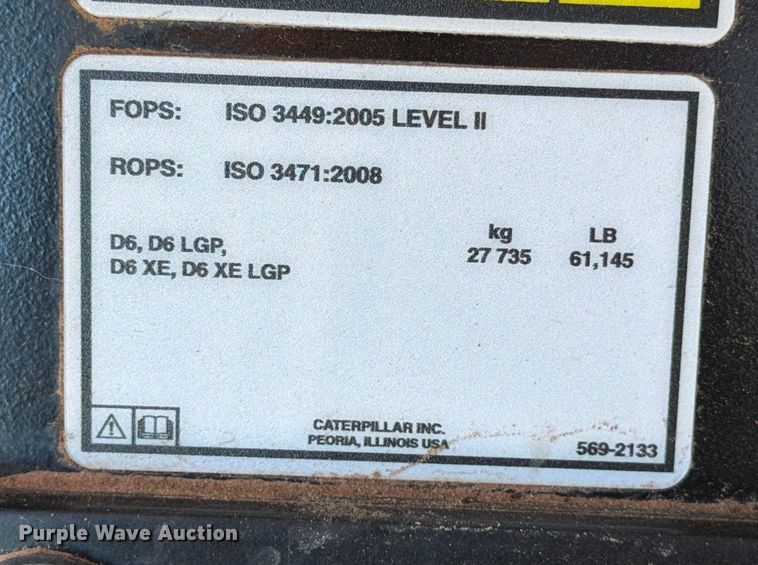 FOPS: ISO 3449:2005 LEVEL II
ROPS: ISO 3471:2008
kg LB
D6, D6 LGP,
D6 XE, D6 XE LGP
27 735 61,145
CATERPILLAR INC.
PEORIA, ILLINOIS USA
569-2133
Purple Wave Auction